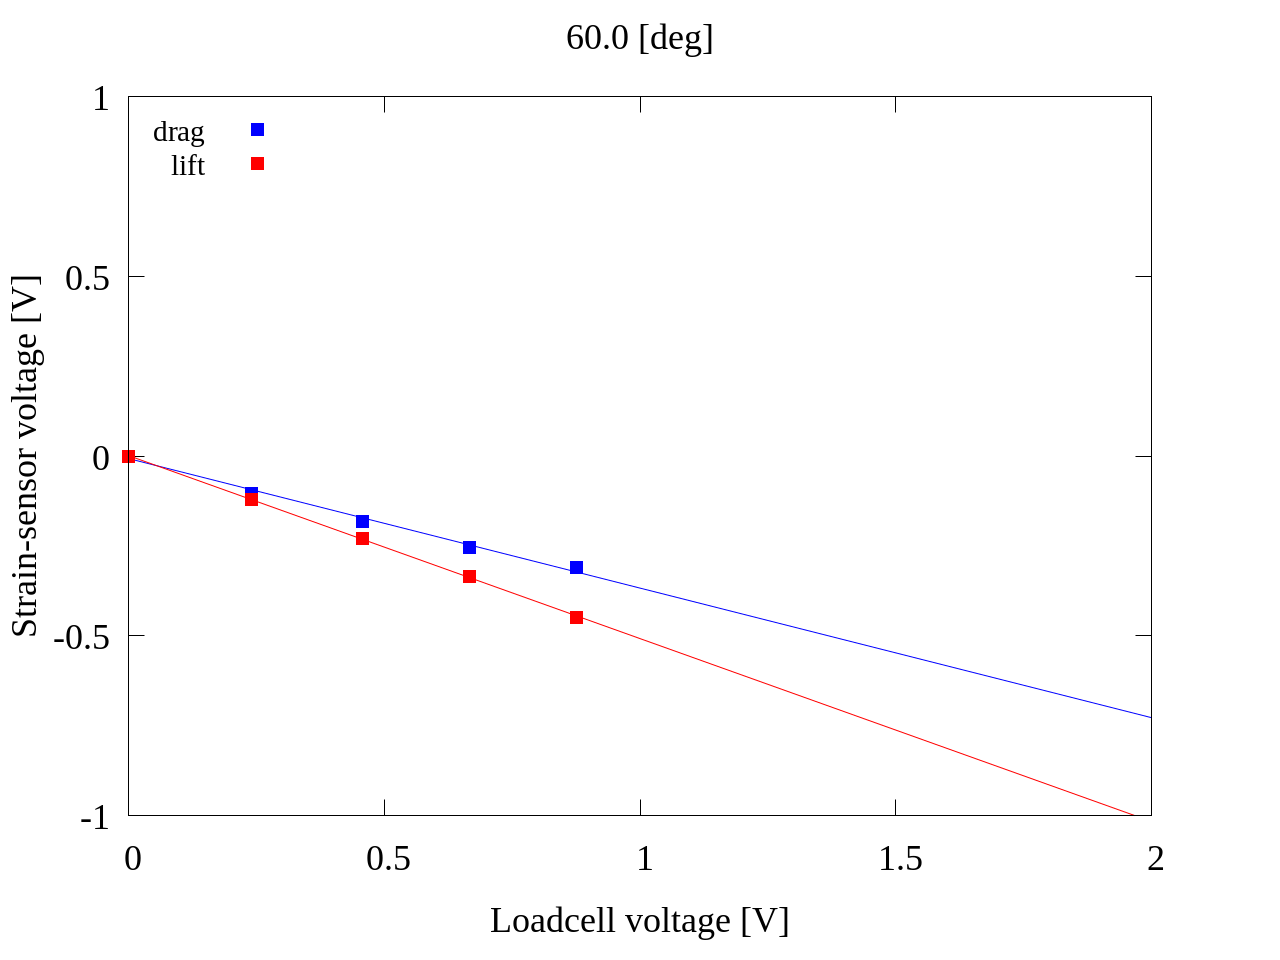 60.0 [deg]
1
drag
lift
0.5
0
-0.5
-1
Strain-sensor voltage [V]
0 0.5 1 1.5 2
Loadcell voltage [V]